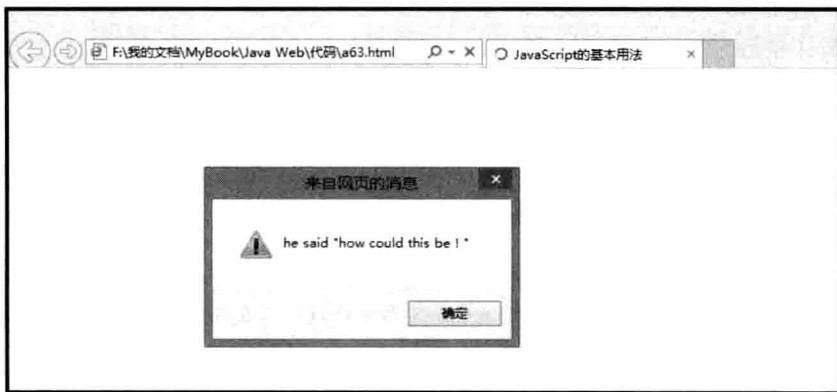 F:\我的文档\MyBook\Java Web\代码\a63.html
JavaScript的基本用法
来自网页的消息
he said "how could this be ! "
确定